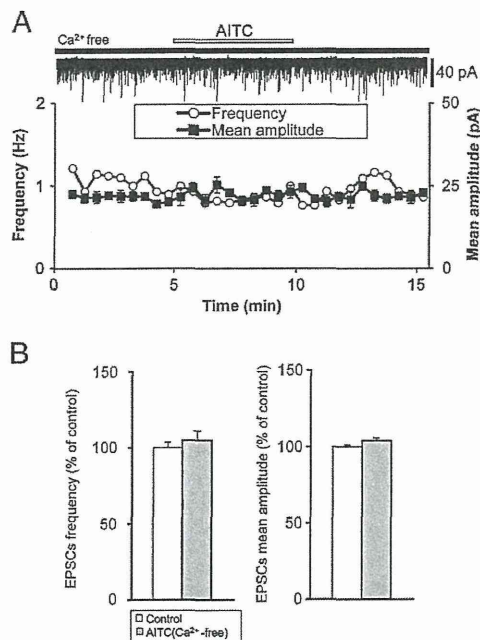 A
AITC
Ca²⁺ free
40 pA
Frequency
Mean amplitude
2
1
0
Frequency (Hz)
50
25
0
Mean amplitude (pA)
0 5 10 15
Time (min)
B
150
100
50
0
EPSCs frequency (% of control)
150
100
50
0
EPSCs mean amplitude (% of control)
Control
AITC(Ca²⁺-free)